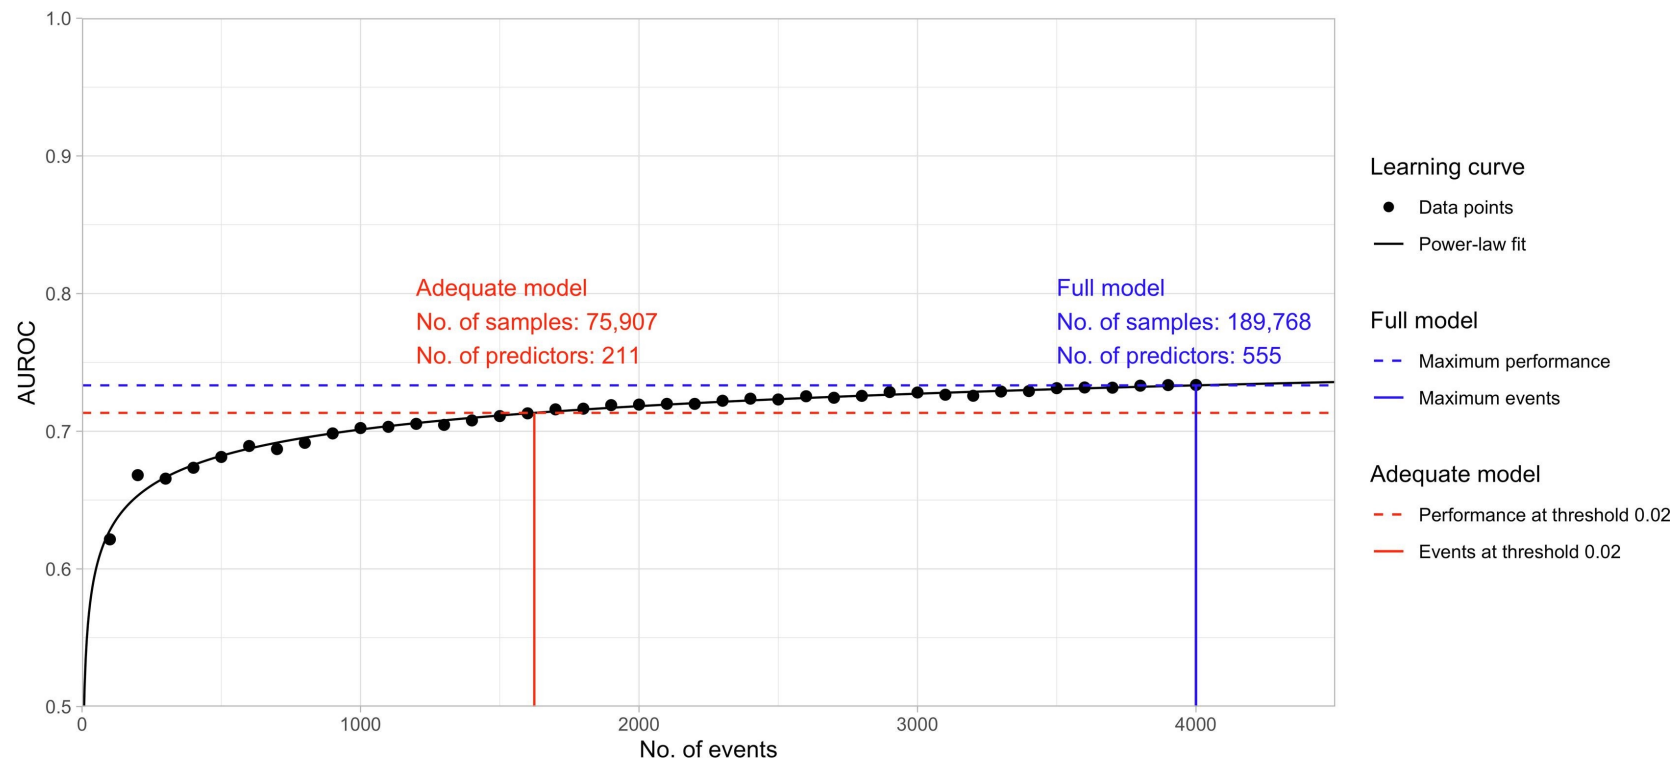 1.0
0.9
0.8
0.7
0.6
0.5
AUROC
0
1000
2000
3000
4000
No. of events
Adequate model
No. of samples: 75,907
No. of predictors: 211
Full model
No. of samples: 189,768
No. of predictors: 555
Learning curve
Data points
Power-law fit
Full model
Maximum performance
Maximum events
Adequate model
Performance at threshold 0.02
Events at threshold 0.02